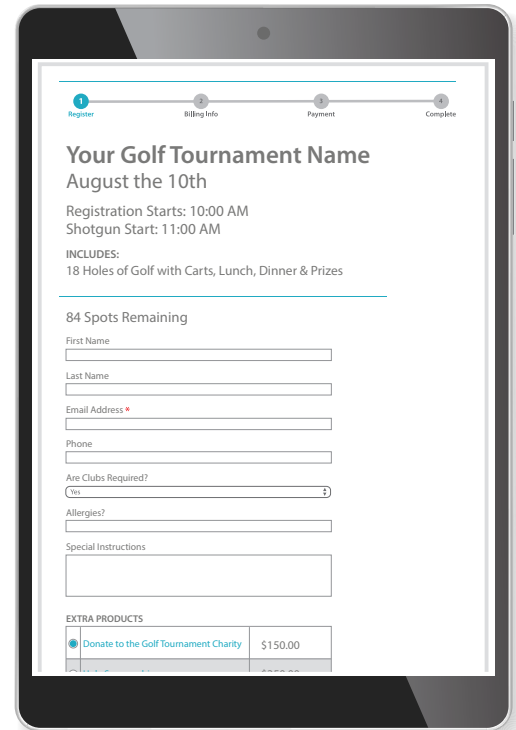 1 2 3 4
Register Billing Info Payment Complete
Your Golf Tournament Name
August the 10th
Registration Starts: 10:00 AM
Shotgun Start: 11:00 AM
INCLUDES:
18 Holes of Golf with Carts, Lunch, Dinner & Prizes
84 Spots Remaining
First Name
Last Name
Email Address *
Phone
Are Clubs Required?
Yes
Allergies?
Special Instructions
EXTRA PRODUCTS
Donate to the Golf Tournament Charity $150.00